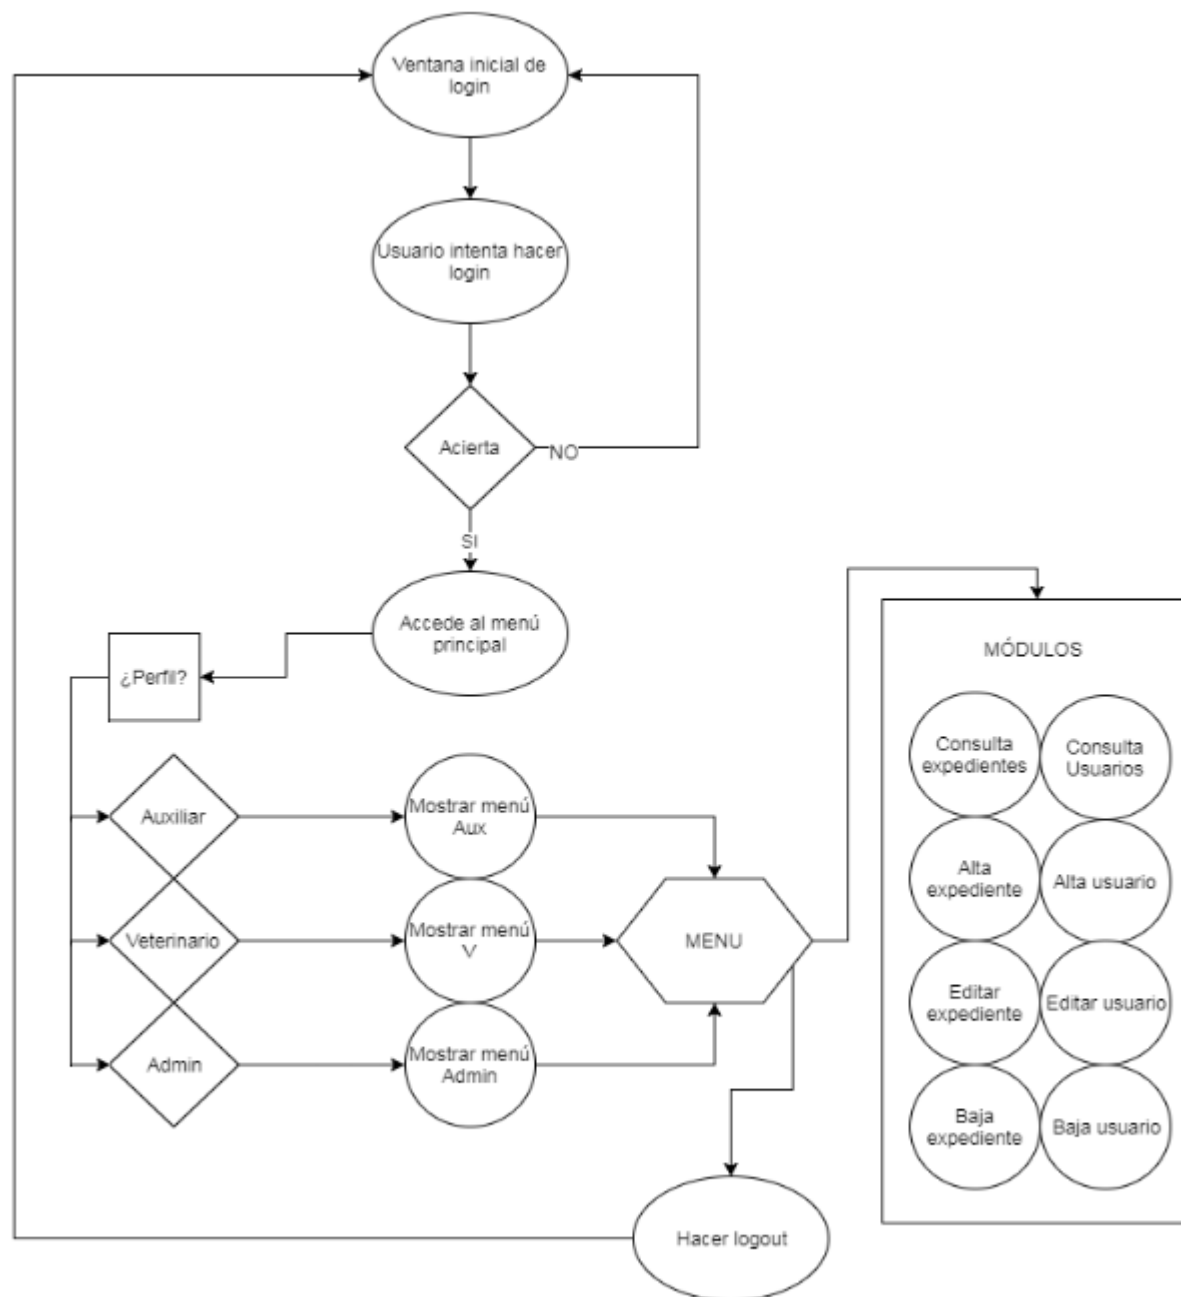 Ventana inicial de
login
Usuario intenta hacer
login
Acierta
NO
SI
Accede al menú
principal
¿Perfil?
MÓDULOS
Consulta
expedientes
Consulta
Usuarios
Auxiliar
Mostrar menú
Aux
Alta
expediente
Alta usuario
Veterinario
Mostrar menú
V
MENU
Editar
expediente
Editar usuario
Admin
Mostrar menú
Admin
Baja
expediente
Baja usuario
Hacer logout